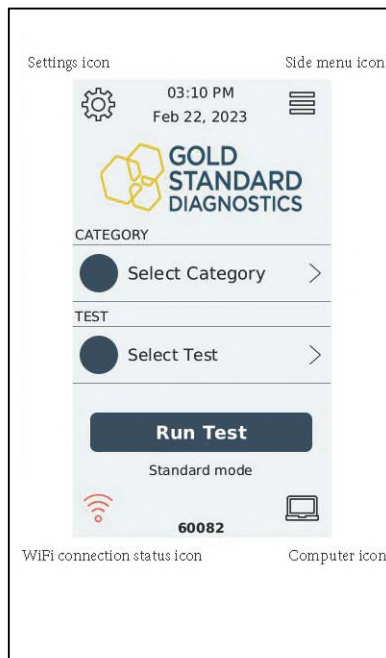 Settings icon
Side menu icon
03:10 PM
Feb 22, 2023
GOLD
STANDARD
DIAGNOSTICS
CATEGORY
Select Category
TEST
Select Test
Run Test
Standard mode
60082
WiFi connection status icon
Computer icon